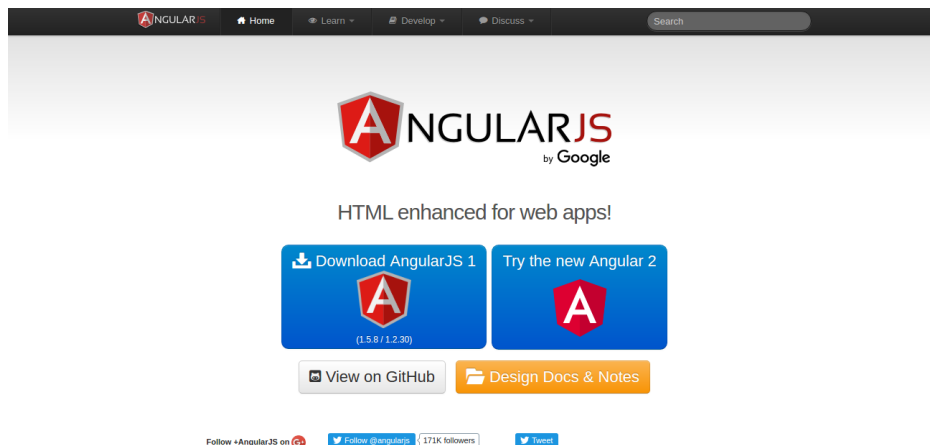 ANGULARJS Home Learn Develop Discuss Search
ANGULARJS
by Google
HTML enhanced for web apps!
Download AngularJS 1
(1.5.8 / 1.2.30)
Try the new Angular 2
View on GitHub Design Docs & Notes
Follow +AngularJS on G+ Follow @angularjs 171K followers Tweet